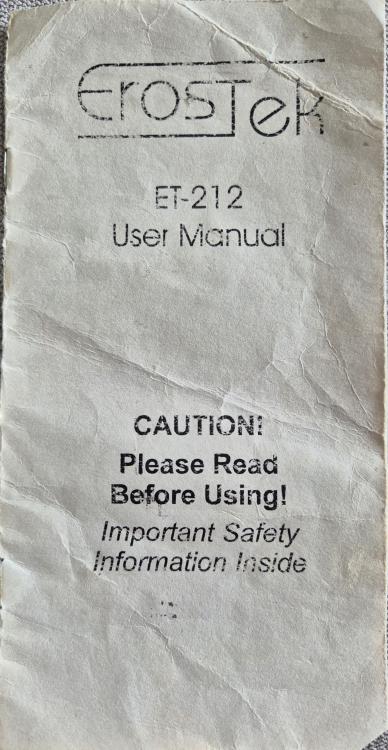 ErosTek
ET-212
User Manual
CAUTION!
Please Read
Before Using!
Important Safety
Information Inside